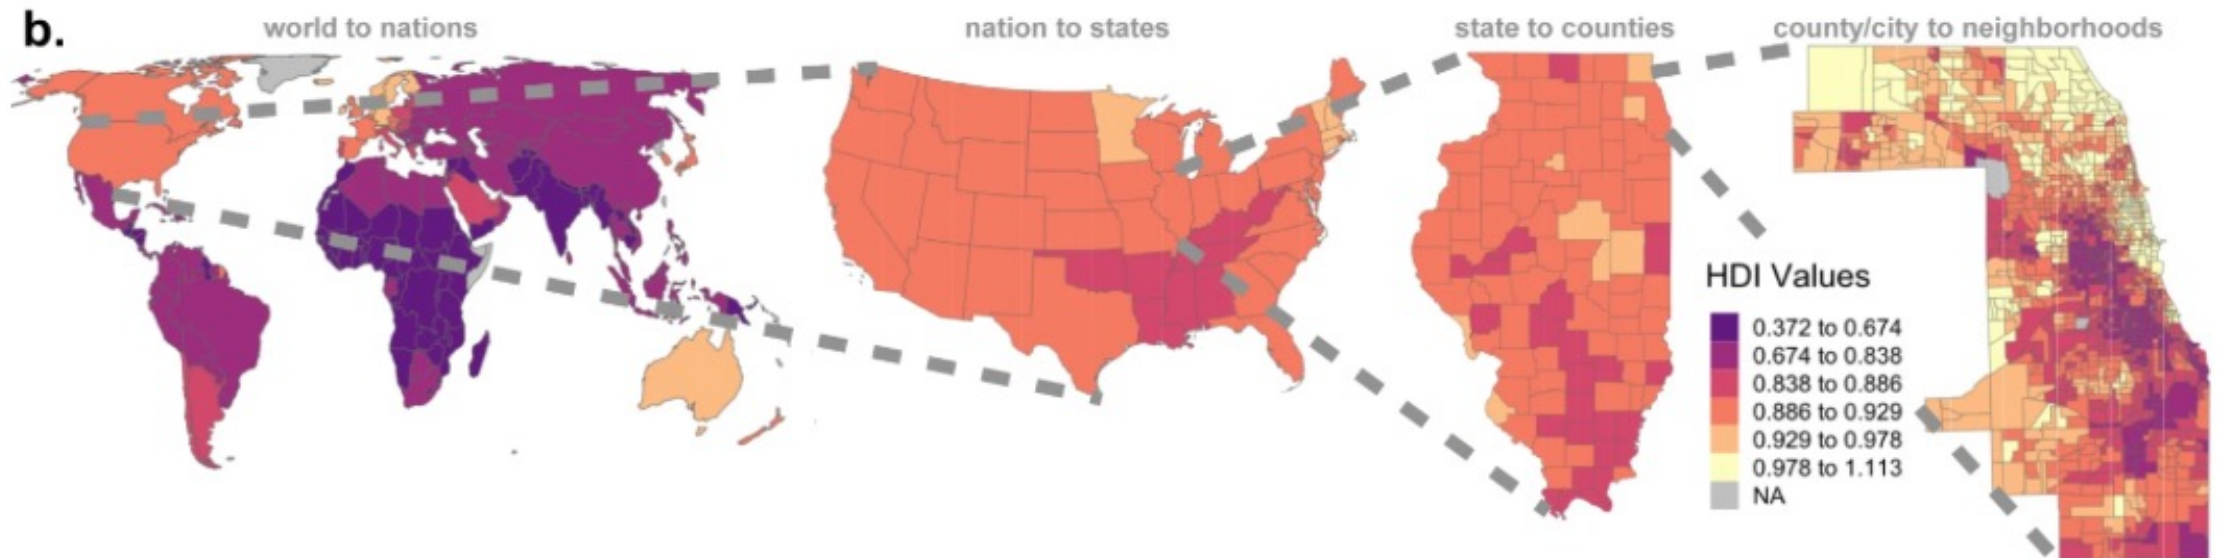 b.
world to nations
nation to states
state to counties
county/city to neighborhoods
HDI Values
0.372 to 0.674
0.674 to 0.838
0.838 to 0.886
0.886 to 0.929
0.929 to 0.978
0.978 to 1.113
NA